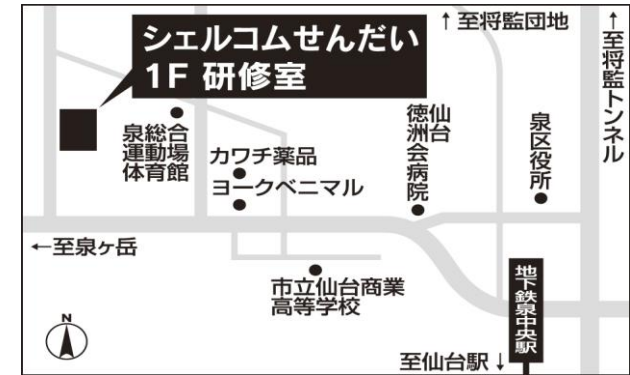 シェルコムせんだい
1F 研修室
↑至将監団地
↑至将監トンネル
泉総合
運動場
体育館
カワチ薬品
ヨークベニマル
仙台
徳洲会病院
泉区役所
←至泉ヶ岳
市立仙台商業
高等学校
地下鉄泉中央駅
至仙台駅↓
N